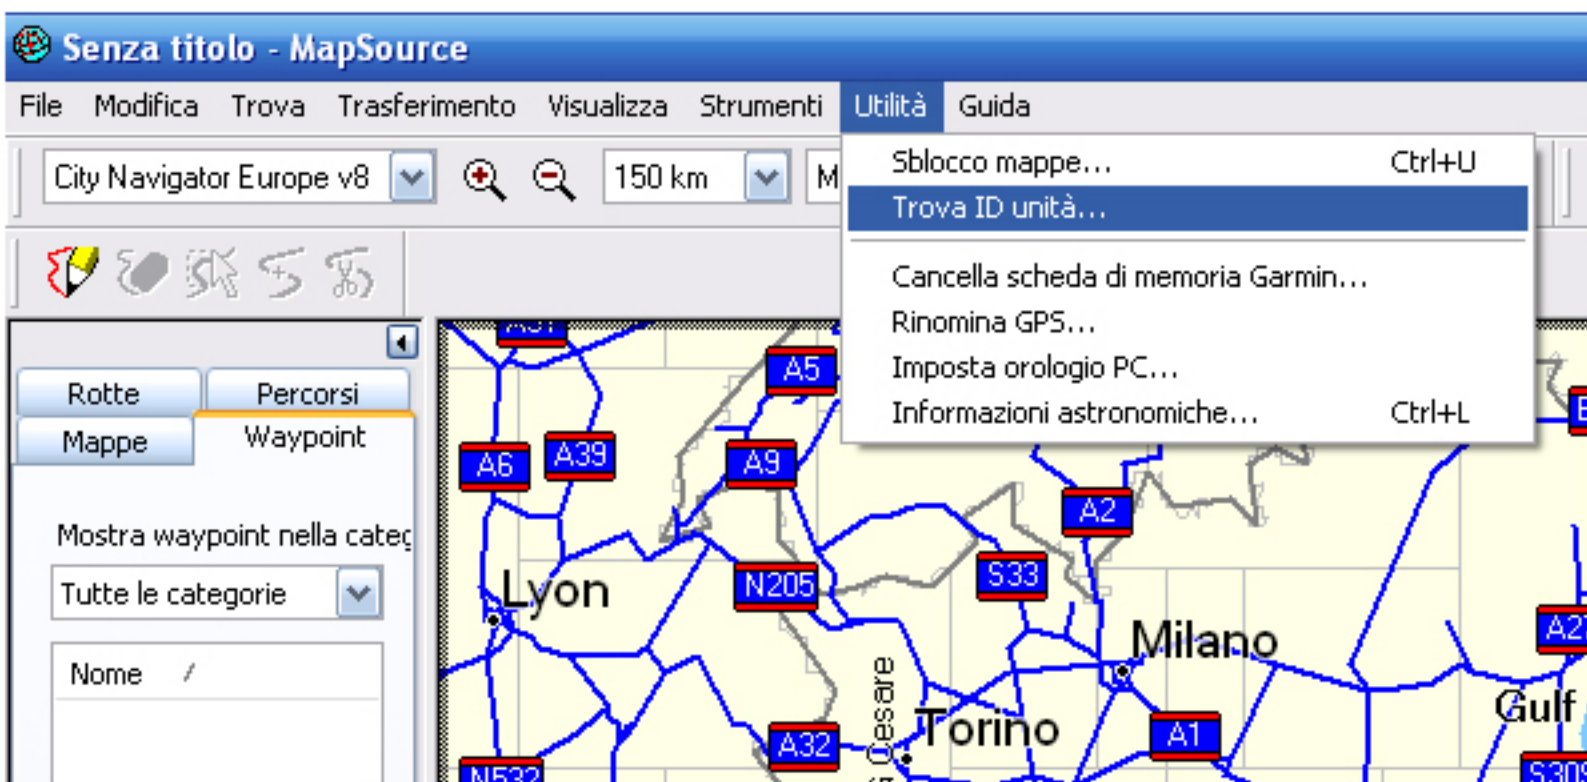 Senza titolo - MapSource
File Modifica Trova Trasferimento Visualizza Strumenti Utilità Guida
City Navigator Europe v8 150 km M
Sblocco mappe... Ctrl+U
Trova ID unità...
Cancella scheda di memoria Garmin...
Rinomina GPS...
Imposta orologio PC...
Informazioni astronomiche... Ctrl+L
Rotte Percorsi
Mappe Waypoint
Mostra waypoint nella categ
Tutte le categorie
Nome /
A5
A6 A39 A9
A2
Lyon N205 S33
Milano
Cesare
Torino A1 Gulf
A32
N532